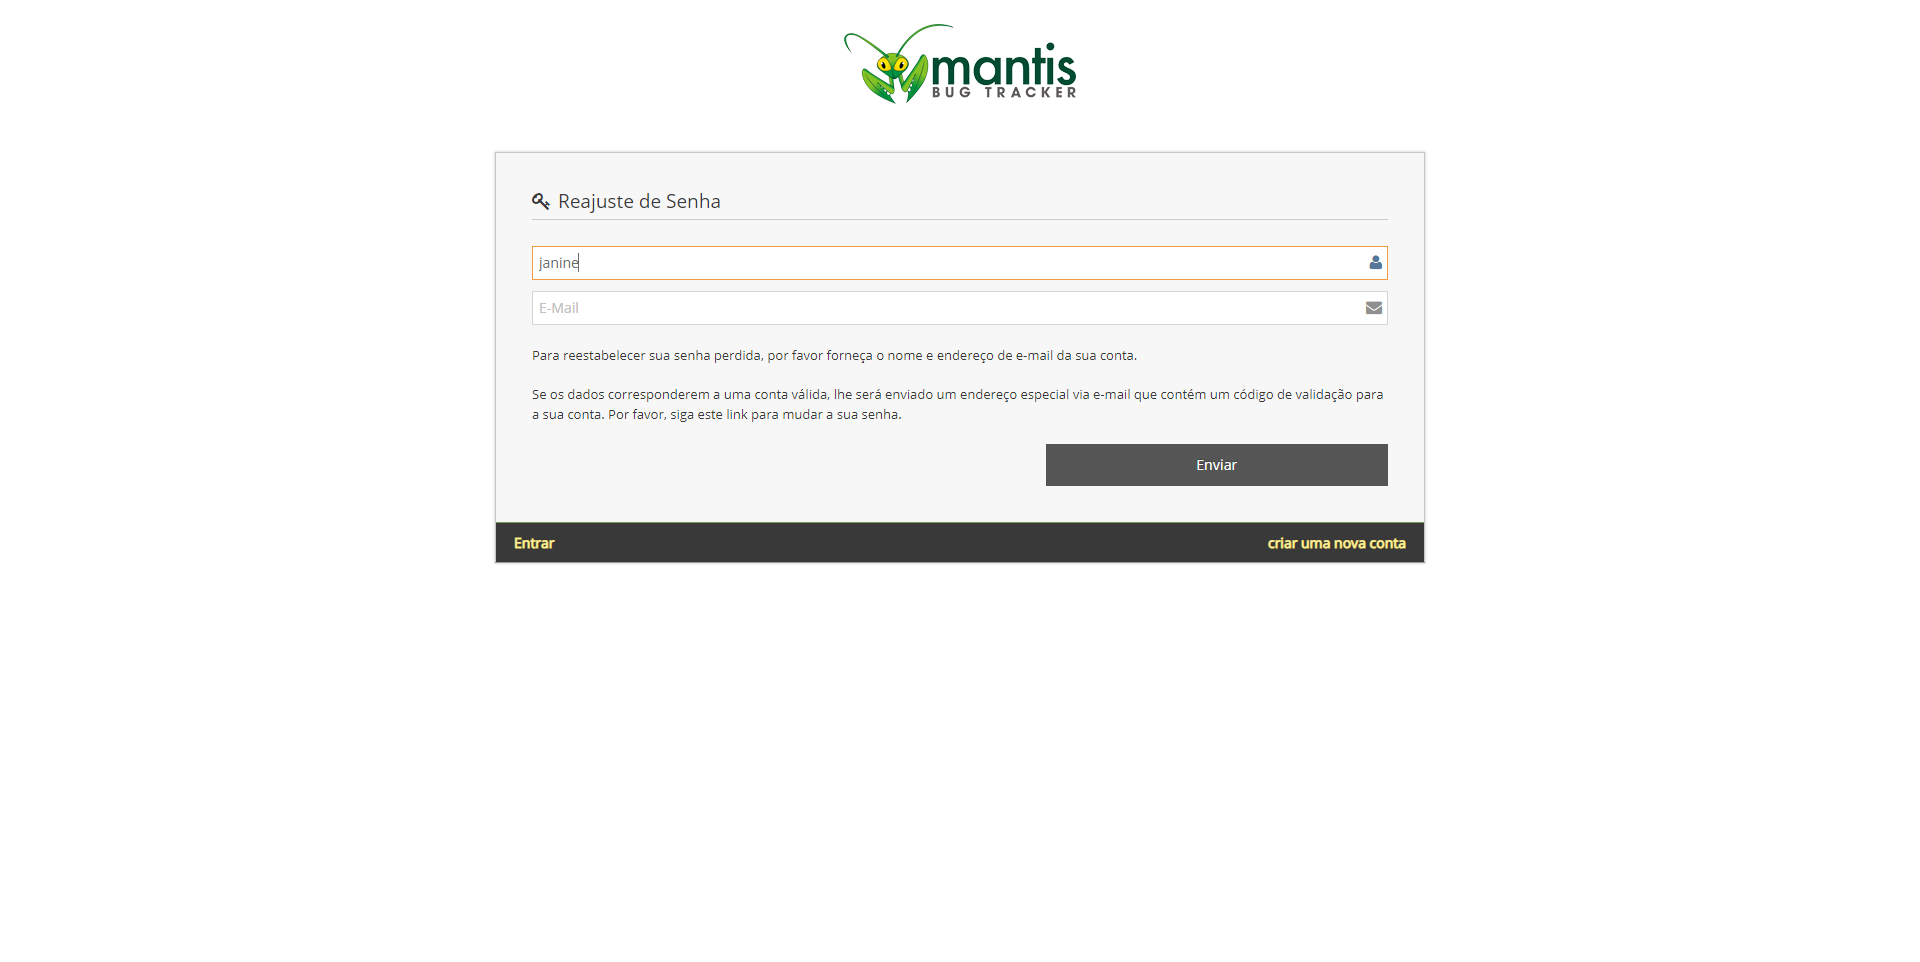 mantis
BUG TRACKER
Reajuste de Senha
janine
E-Mail
Para reestabelecer sua senha perdida, por favor forneça o nome e endereço de e-mail da sua conta.
Se os dados corresponderem a uma conta válida, lhe será enviado um endereço especial via e-mail que contém um código de validação para
a sua conta. Por favor, siga este link para mudar a sua senha.
Enviar
Entrar
criar uma nova conta